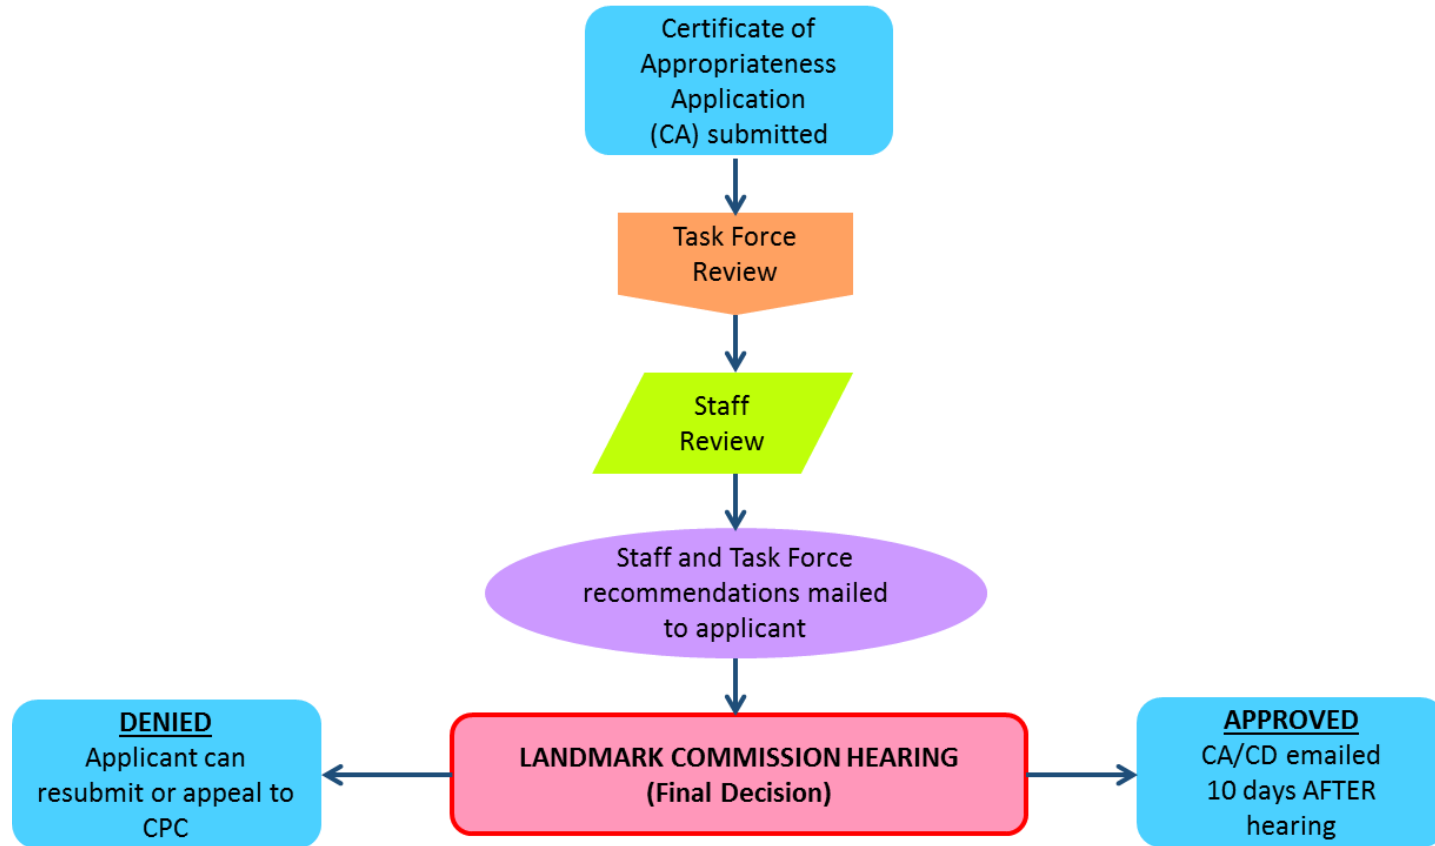 Certificate of
Appropriateness
Application
(CA) submitted
Task Force
Review
Staff
Review
Staff and Task Force
recommendations mailed
to applicant
DENIED
Applicant can
resubmit or appeal to
CPC
LANDMARK COMMISSION HEARING
(Final Decision)
APPROVED
CA/CD emailed
10 days AFTER
hearing